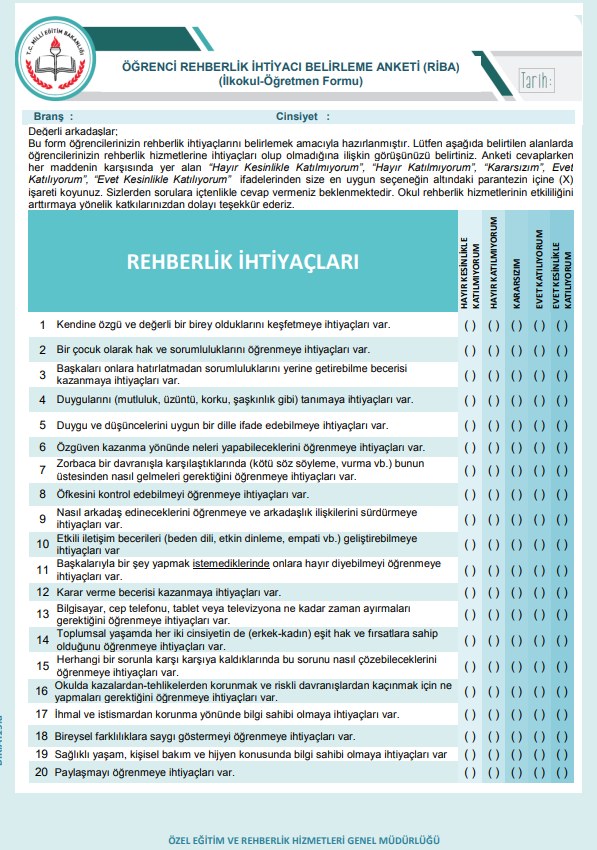 T.C. MİLLİ EĞİTİM BAKANLIĞI
ÖĞRENCİ REHBERLİK İHTİYACI BELİRLEME ANKETİ (RİBA)
(İlkokul-Öğretmen Formu)
Tarih:
Branş : Cinsiyet :
Değerli arkadaşlar;
Bu form öğrencilerinizin rehberlik ihtiyaçlarını belirlemek amacıyla hazırlanmıştır. Lütfen aşağıda belirtilen alanlarda
öğrencilerinizin rehberlik hizmetlerine ihtiyaçları olup olmadığına ilişkin görüşünüzü belirtiniz. Anketi cevaplarken
her maddenin karşısında yer alan “Hayır Kesinlikle Katılmıyorum”, “Hayır Katılmıyorum”, “Kararsızım”, Evet
Katılıyorum”, “Evet Kesinlikle Katılıyorum” ifadelerinden size en uygun seçeneğin altındaki parantezin içine (X)
işareti koyunuz. Sizlerden sorulara içtenlikle cevap vermeniz beklenmektedir. Okul rehberlik hizmetlerinin etkililiğini
arttırmaya yönelik katkılarınızdan dolayı teşekkür ederiz.
REHBERLİK İHTİYAÇLARI
HAYIR KESİNLİKLE
KATILMIYORUM
HAYIR KATILMIYORUM
KARARSIZIM
EVET KATILIYORUM
EVET KESİNLİKLE
KATILIYORUM
1 Kendine özgü ve değerli bir birey olduklarını keşfetmeye ihtiyaçları var. ( ) ( ) ( ) ( ) ( )
2 Bir çocuk olarak hak ve sorumluluklarını öğrenmeye ihtiyaçları var. ( ) ( ) ( ) ( ) ( )
3 Başkaları onlara hatırlatmadan sorumluluklarını yerine getirebilme becerisi
kazanmaya ihtiyaçları var. ( ) ( ) ( ) ( ) ( )
4 Duygularını (mutluluk, üzüntü, korku, şaşkınlık gibi) tanımaya ihtiyaçları var. ( ) ( ) ( ) ( ) ( )
5 Duygu ve düşüncelerini uygun bir dille ifade edebilmeye ihtiyaçları var. ( ) ( ) ( ) ( ) ( )
6 Özgüven kazanma yönünde neleri yapabileceklerini öğrenmeye ihtiyaçları var. ( ) ( ) ( ) ( ) ( )
7 Zorbaca bir davranışla karşılaştıklarında (kötü söz söyleme, vurma vb.) bunun
üstesinden nasıl gelmeleri gerektiğini öğrenmeye ihtiyaçları var. ( ) ( ) ( ) ( ) ( )
8 Öfkesini kontrol edebilmeyi öğrenmeye ihtiyaçları var. ( ) ( ) ( ) ( ) ( )
9 Nasıl arkadaş edineceklerini öğrenmeye ve arkadaşlık ilişkilerini sürdürmeye
ihtiyaçları var. ( ) ( ) ( ) ( ) ( )
10 Etkili iletişim becerileri (beden dili, etkin dinleme, empati vb.) geliştirebilmeye
ihtiyaçları var ( ) ( ) ( ) ( ) ( )
11 Başkalarıyla bir şey yapmak istemediklerinde onlara hayır diyebilmeyi öğrenmeye
ihtiyaçları var. ( ) ( ) ( ) ( ) ( )
12 Karar verme becerisi kazanmaya ihtiyaçları var. ( ) ( ) ( ) ( ) ( )
13 Bilgisayar, cep telefonu, tablet veya televizyona ne kadar zaman ayırmaları
gerektiğini öğrenmeye ihtiyaçları var. ( ) ( ) ( ) ( ) ( )
14 Toplumsal yaşamda her iki cinsiyetin de (erkek-kadın) eşit hak ve fırsatlara sahip
olduğunu öğrenmeye ihtiyaçları var. ( ) ( ) ( ) ( ) ( )
15 Herhangi bir sorunla karşı karşıya kaldıklarında bu sorunu nasıl çözebileceklerini
öğrenmeye ihtiyaçları var. ( ) ( ) ( ) ( ) ( )
16 Okulda kazalardan-tehlikelerden korunmak ve riskli davranışlardan kaçınmak için ne
yapmaları gerektiğini öğrenmeye ihtiyaçları var. ( ) ( ) ( ) ( ) ( )
17 İhmal ve istismardan korunma yönünde bilgi sahibi olmaya ihtiyaçları var. ( ) ( ) ( ) ( ) ( )
18 Bireysel farklılıklara saygı göstermeyi öğrenmeye ihtiyaçları var. ( ) ( ) ( ) ( ) ( )
19 Sağlıklı yaşam, kişisel bakım ve hijyen konusunda bilgi sahibi olmaya ihtiyaçları var ( ) ( ) ( ) ( ) ( )
20 Paylaşmayı öğrenmeye ihtiyaçları var. ( ) ( ) ( ) ( ) ( )
ÖZEL EĞİTİM VE REHBERLİK HİZMETLERİ GENEL MÜDÜRLÜĞÜ